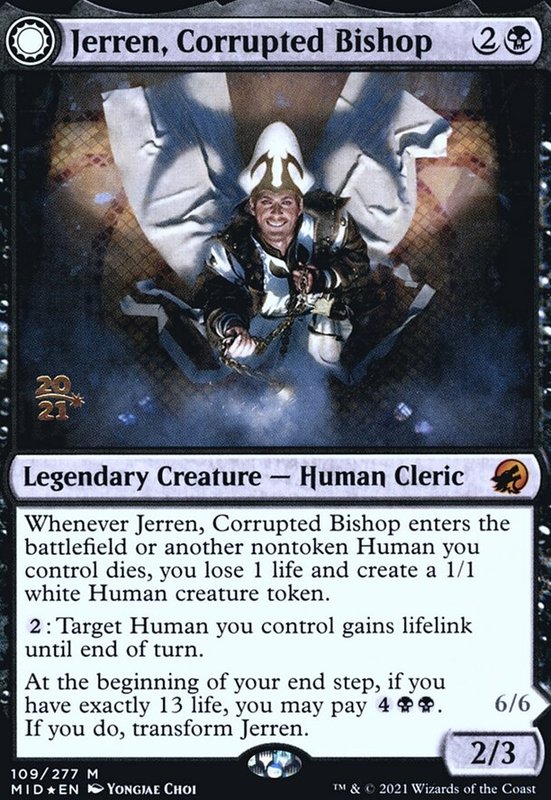 Jerren, Corrupted Bishop 2
20
21
Legendary Creature — Human Cleric
Whenever Jerren, Corrupted Bishop enters the
battlefield or another nontoken Human you
control dies, you lose 1 life and create a 1/1
white Human creature token.
2: Target Human you control gains lifelink
until end of turn.
At the beginning of your end step, if you
have exactly 13 life, you may pay 4.
If you do, transform Jerren.
6/6
2/3
109/277 M
MID★EN Yongjae Choi
™ & © 2021 Wizards of the Coast